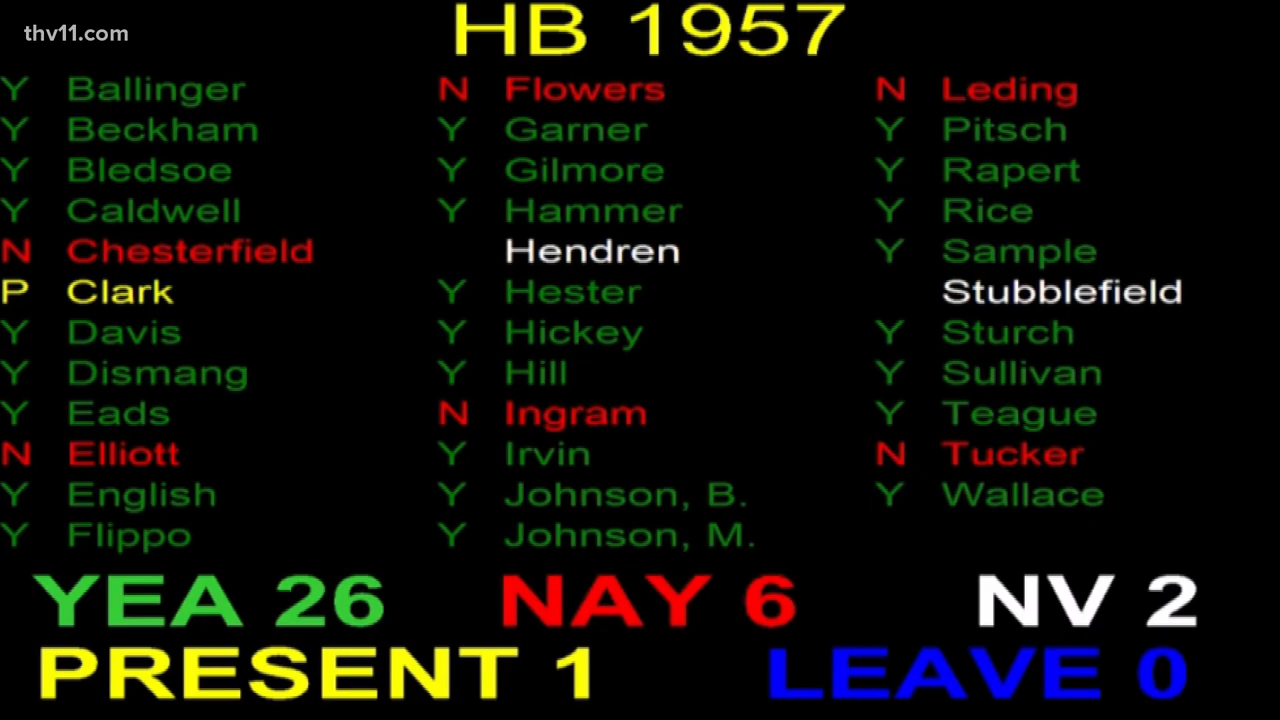 thv11.com
HB 1957
Y Ballinger N Flowers N Leding
Y Beckham Y Garner Y Pitsch
Y Bledsoe Y Gilmore Y Rapert
Y Caldwell Y Hammer Y Rice
N Chesterfield Hendren Y Sample
P Clark Y Hester Stubblefield
Y Davis Y Hickey Y Sturch
Y Dismang Y Hill Y Sullivan
Y Eads N Ingram Y Teague
N Elliott Y Irvin N Tucker
Y English Y Johnson, B. Y Wallace
Y Flippo Y Johnson, M.
YEA 26 NAY 6 NV 2
PRESENT 1 LEAVE 0